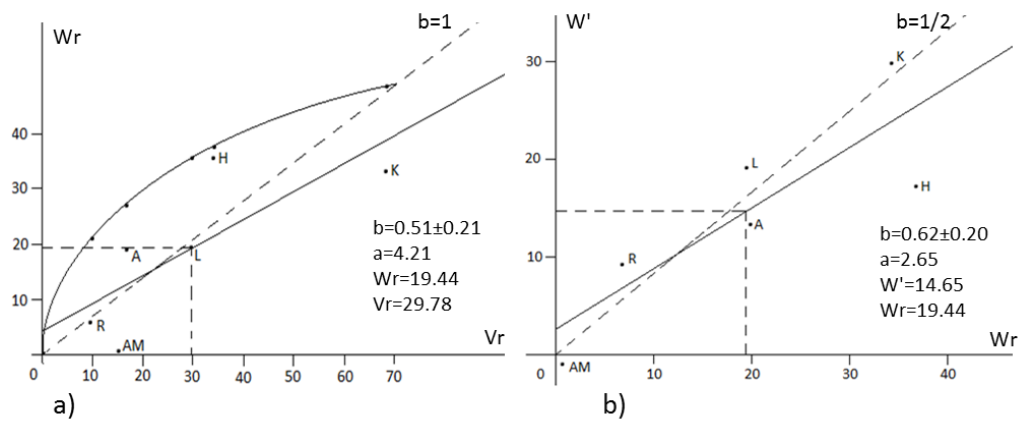 Wr
b=1
40
30
20
10
0
H
K
A
L
R
AM
b=0.51±0.21
a=4.21
Wr=19.44
Vr=29.78
Vr
10 20 30 40 50 60 70
a)
W'
b=1/2
30
20
10
0
K
L
H
A
R
AM
b=0.62±0.20
a=2.65
W'=14.65
Wr=19.44
Wr
10 20 30 40
b)